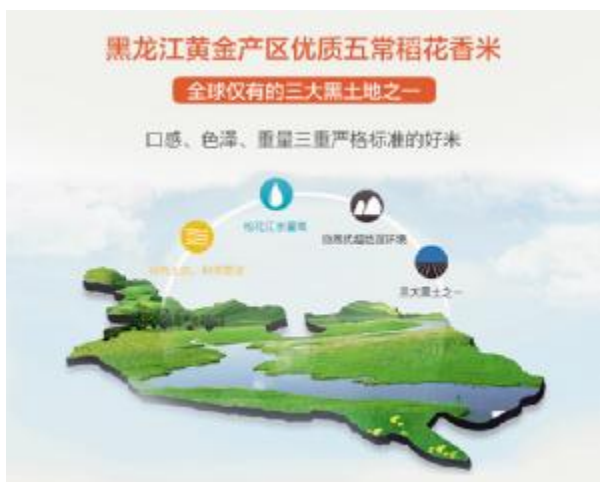 黑龙江黄金产区优质五常稻花香米
全球仅有的三大黑土地之一
口感、色泽、重量三重严格标准的好米
松花江水灌溉
三大黑土之一